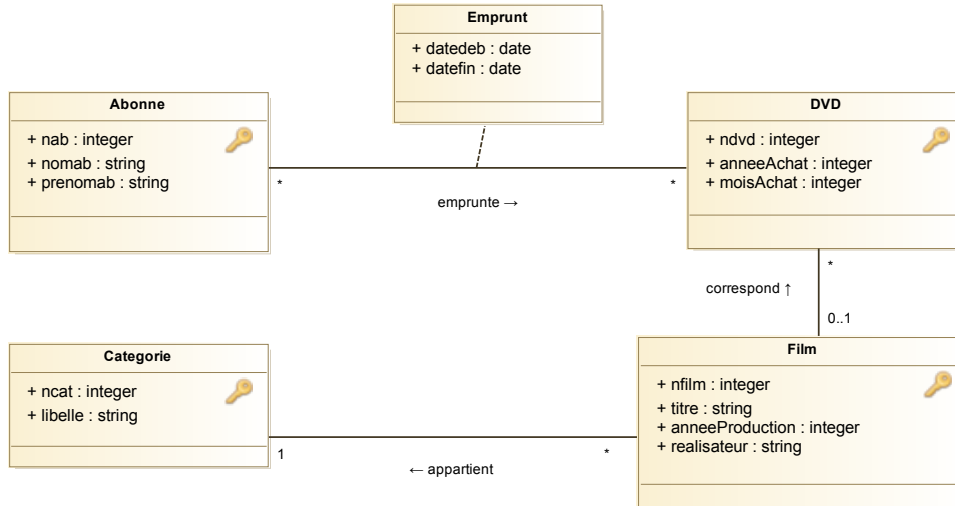 Emprunt
+ datedeb : date
+ datefin : date
Abonne
+ nab : integer
+ nomab : string
+ prenomab : string
DVD
+ ndvd : integer
+ anneeAchat : integer
+ moisAchat : integer
*
*
emprunte →
*
correspond ↑
0..1
Categorie
+ ncat : integer
+ libelle : string
Film
+ nfilm : integer
+ titre : string
+ anneeProduction : integer
+ realisateur : string
1
*
← appartient